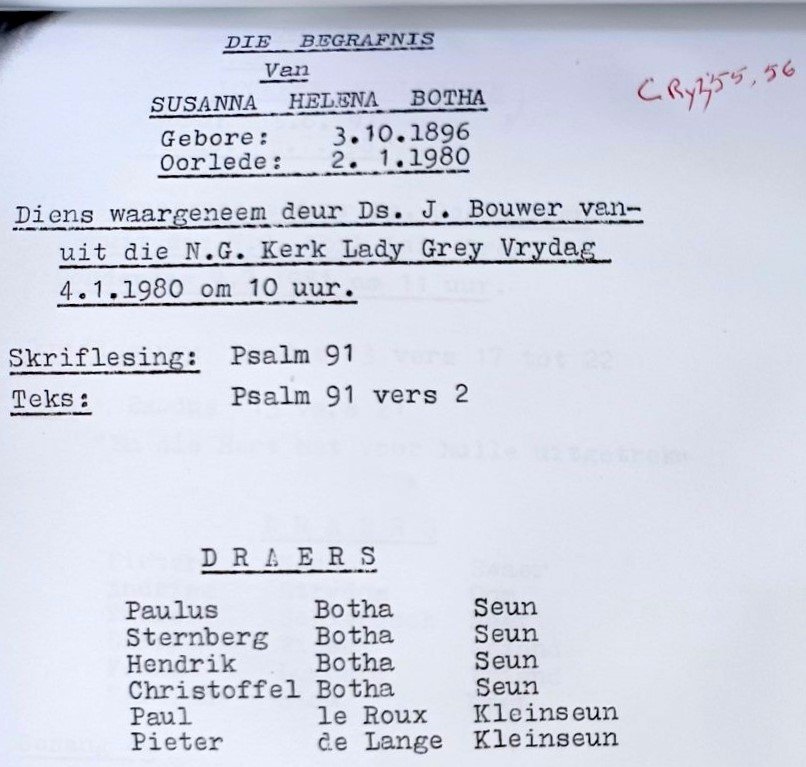 DIE BEGRAFNIS
Van
SUSANNA HELENA BOTHA
Gebore: 3.10.1896
Oorlede: 2. 1.1980
Diens waargeneem deur Ds. J. Bouwer van-
uit die N.G. Kerk Lady Grey Vrydag
4.1.1980 om 10 uur.
Skriflesing: Psalm 91
Teks: Psalm 91 vers 2
D R A E R S
Paulus Botha Seun
Sternberg Botha Seun
Hendrik Botha Seun
Christoffel Botha Seun
Paul le Roux Kleinseun
Pieter de Lange Kleinseun